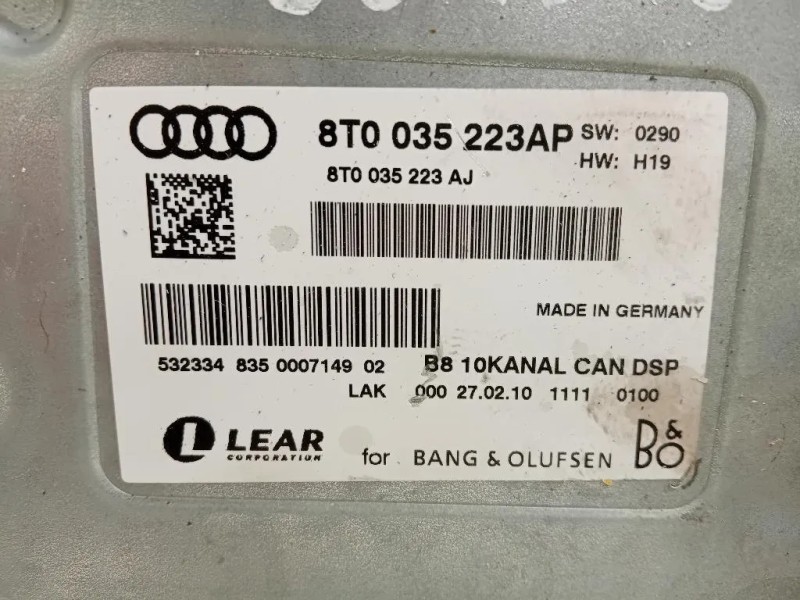 8T0 035 223AP SW: 0290
HW: H19
8T0 035 223 AJ
MADE IN GERMANY
532334 835 0007149 02 B8 10KANAL CAN DSP
LAK 000 27.02.10 1111 0100
L LEAR
CORPORATION
for BANG & OLUFSEN B&O